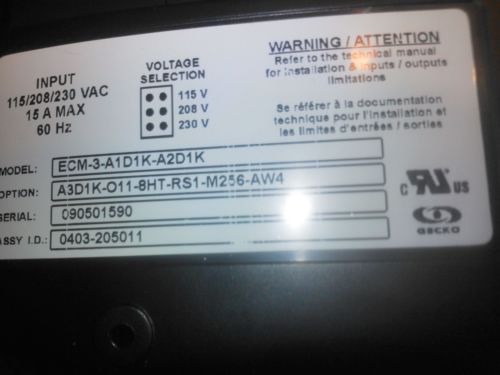 INPUT
115/208/230 VAC
15 A MAX
60 Hz
VOLTAGE
SELECTION
115 V
208 V
230 V
WARNING / ATTENTION
Refer to the technical manual
for installation & inputs / outputs
limitations
Se référer à la documentation
technique pour l'installation et
les limites d'entrées / sorties
MODEL: ECM-3-A1D1K-A2D1K
OPTION: A3D1K-O11-8HT-RS1-M256-AW4
SERIAL: 090501590
ASSY I.D.: 0403-205011
C RU US
GECKO